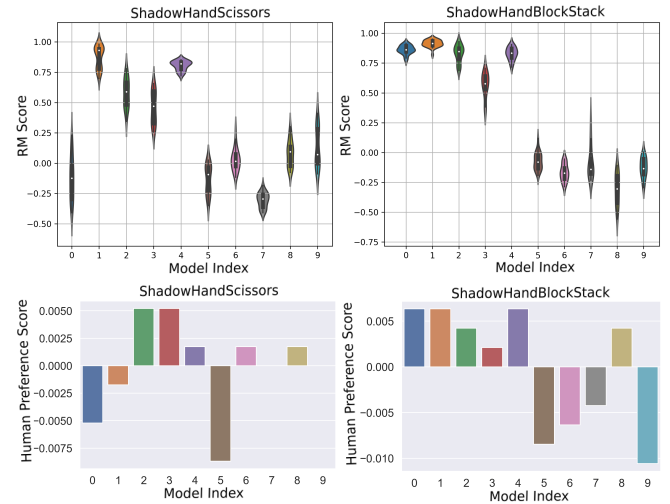 ShadowHandScissors
RM Score
1.00
0.75
0.50
0.25
0.00
−0.25
−0.50
0 1 2 3 4 5 6 7 8 9
Model Index
ShadowHandBlockStack
RM Score
1.00
0.75
0.50
0.25
0.00
−0.25
−0.50
−0.75
0 1 2 3 4 5 6 7 8 9
Model Index
ShadowHandScissors
Human Preference Score
0.0050
0.0025
0.0000
−0.0025
−0.0050
−0.0075
0 1 2 3 4 5 6 7 8 9
Model Index
ShadowHandBlockStack
Human Preference Score
0.005
0.000
−0.005
−0.010
0 1 2 3 4 5 6 7 8 9
Model Index